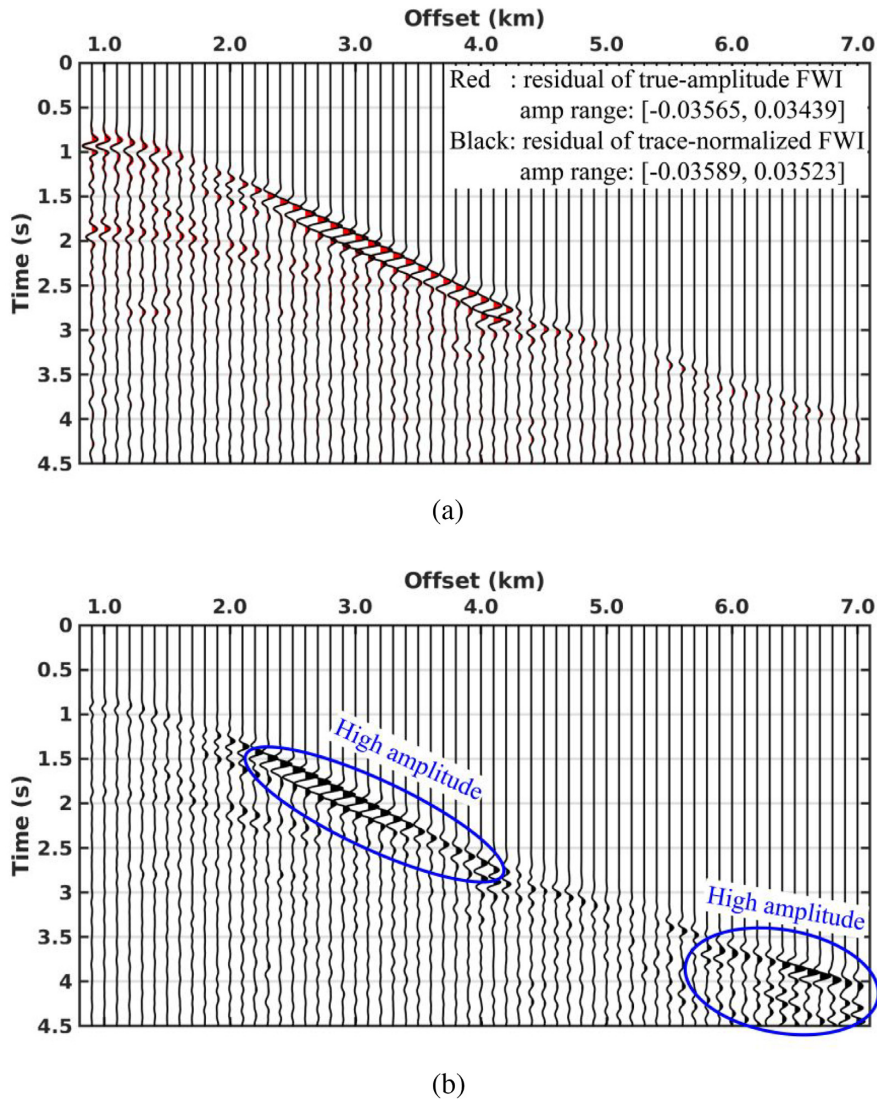 Offset (km)
1.0 2.0 3.0 4.0 5.0 6.0 7.0
0
0.5
1
1.5
2
2.5
3
3.5
4
4.5
Time (s)
Red : residual of true-amplitude FWI
amp range: [-0.03565, 0.03439]
Black: residual of trace-normalized FWI
amp range: [-0.03589, 0.03523]
(a)
Offset (km)
1.0 2.0 3.0 4.0 5.0 6.0 7.0
0
0.5
1
1.5
2
2.5
3
3.5
4
4.5
Time (s)
High amplitude
High amplitude
(b)